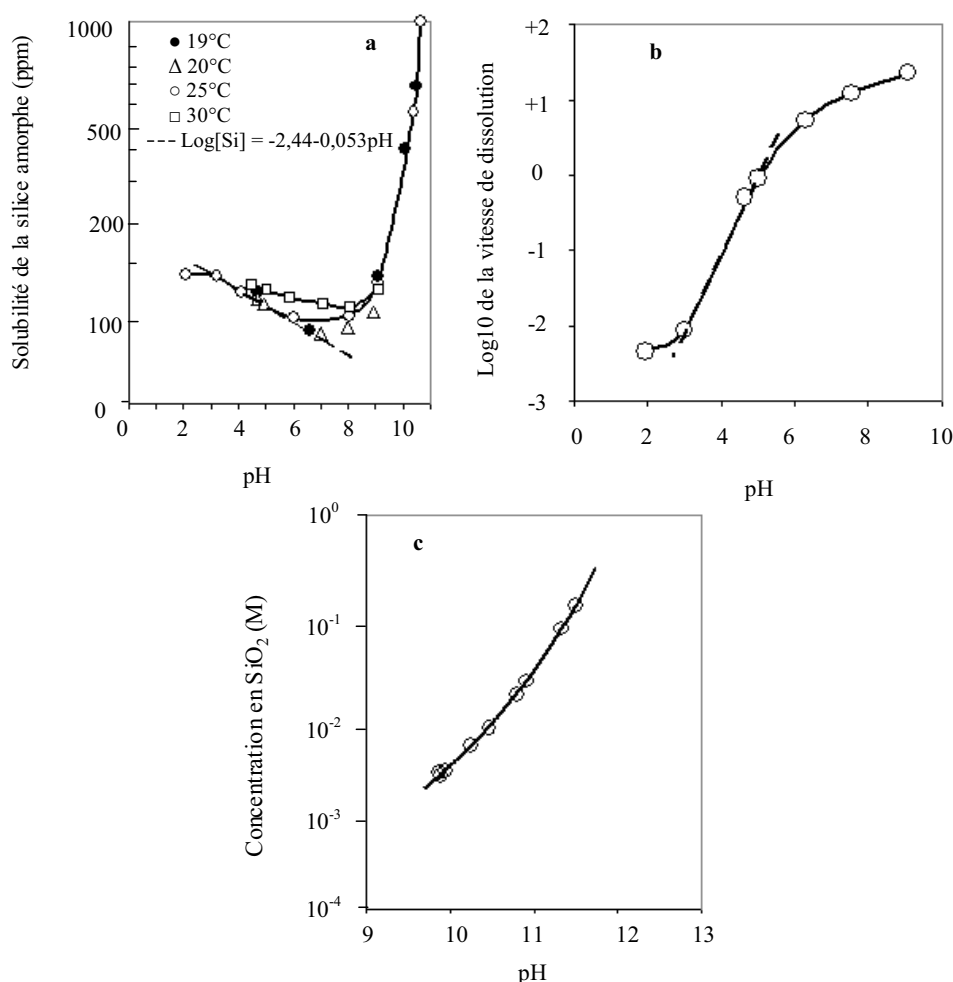 a
Solubilité de la silice amorphe (ppm)
1000
500
200
100
0
19°C
20°C
25°C
30°C
Log[Si] = -2,44-0,053pH
0 2 4 6 8 10
pH
b
Log10 de la vitesse de dissolution
+2
+1
0
-1
-2
-3
0 2 4 6 8 10
pH
c
Concentration en SiO2 (M)
10^0
10^-1
10^-2
10^-3
10^-4
9 10 11 12 13
pH